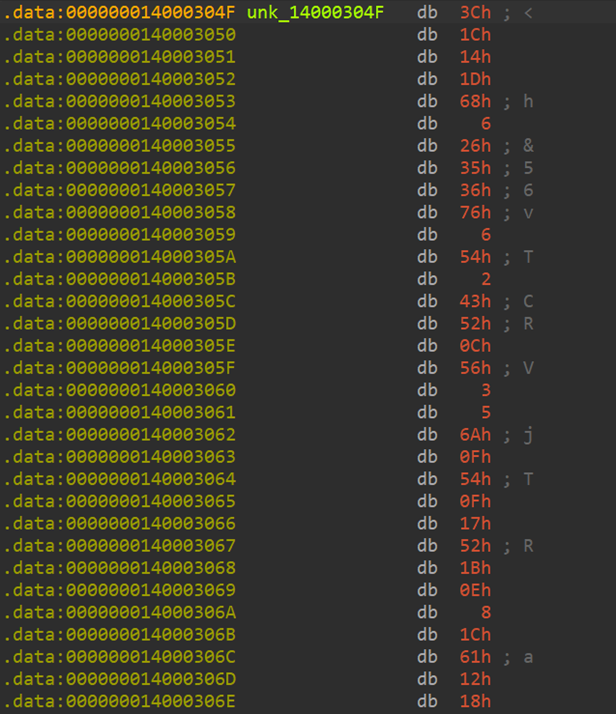 .data:000000014000304F unk_14000304F db 3Ch ; <
.data:0000000140003050 db 1Ch
.data:0000000140003051 db 14h
.data:0000000140003052 db 1Dh
.data:0000000140003053 db 68h ; h
.data:0000000140003054 db 6
.data:0000000140003055 db 26h ; &
.data:0000000140003056 db 35h ; 5
.data:0000000140003057 db 36h ; 6
.data:0000000140003058 db 76h ; v
.data:0000000140003059 db 6
.data:000000014000305A db 54h ; T
.data:000000014000305B db 2
.data:000000014000305C db 43h ; C
.data:000000014000305D db 52h ; R
.data:000000014000305E db 0Ch
.data:000000014000305F db 56h ; V
.data:0000000140003060 db 3
.data:0000000140003061 db 5
.data:0000000140003062 db 6Ah ; j
.data:0000000140003063 db 0Fh
.data:0000000140003064 db 54h ; T
.data:0000000140003065 db 0Fh
.data:0000000140003066 db 17h
.data:0000000140003067 db 52h ; R
.data:0000000140003068 db 1Bh
.data:0000000140003069 db 0Eh
.data:000000014000306A db 8
.data:000000014000306B db 1Ch
.data:000000014000306C db 61h ; a
.data:000000014000306D db 12h
.data:000000014000306E db 18h